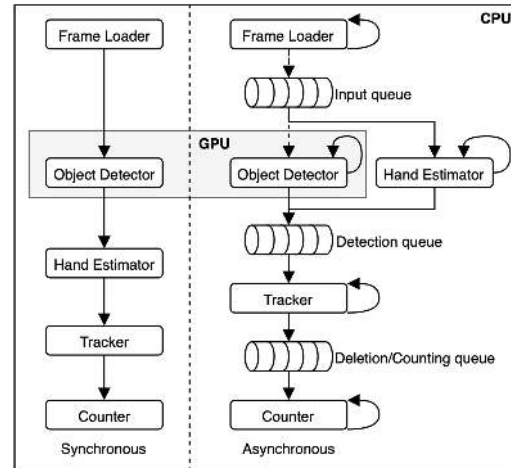 CPU
Frame Loader
Frame Loader
Input queue
GPU
Object Detector
Object Detector
Hand Estimator
Detection queue
Hand Estimator
Tracker
Tracker
Deletion/Counting queue
Counter
Counter
Synchronous
Asynchronous